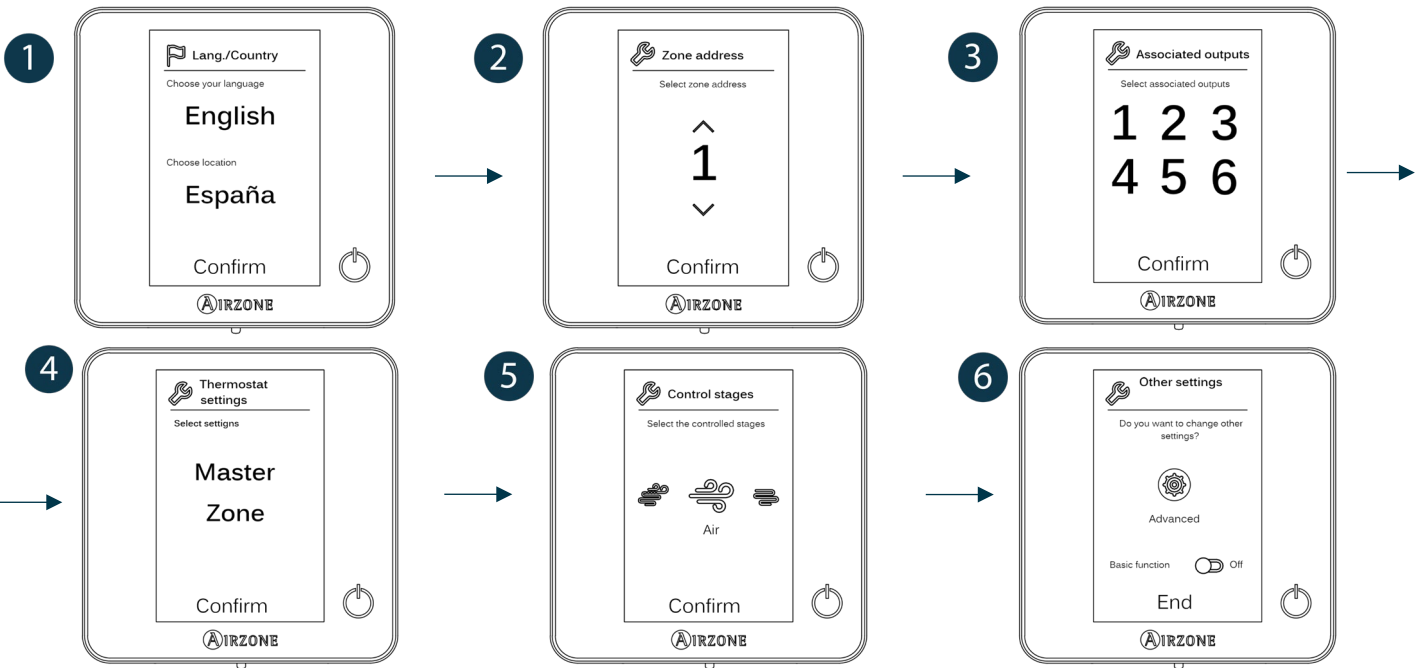 1
Lang./Country
Choose your language
English
Choose location
España
Confirm
AIRZONE
2
Zone address
Select zone address
1
Confirm
AIRZONE
3
Associated outputs
Select associated outputs
1 2 3
4 5 6
Confirm
AIRZONE
4
Thermostat
settings
Select settigns
Master
Zone
Confirm
AIRZONE
5
Control stages
Select the controlled stages
Air
Confirm
AIRZONE
6
Other settings
Do you want to change other
settings?
Advanced
Basic function Off
End
AIRZONE